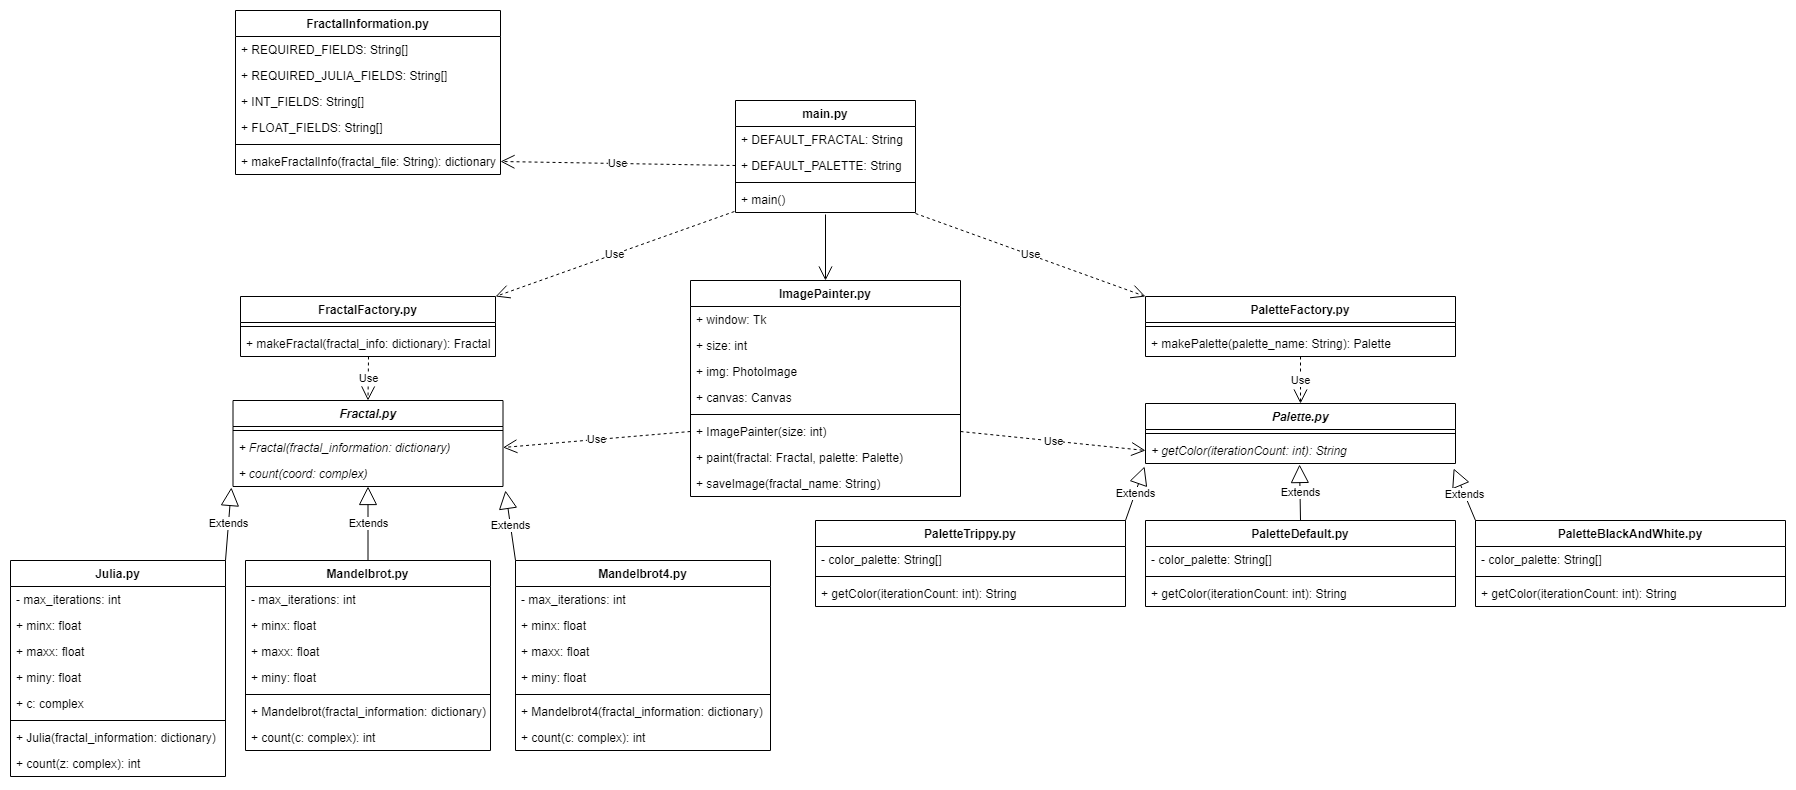 FractalInformation.py
+ REQUIRED_FIELDS: String[]
+ REQUIRED_JULIA_FIELDS: String[]
+ INT_FIELDS: String[]
+ FLOAT_FIELDS: String[]
+ makeFractalInfo(fractal_file: String): dictionary
main.py
+ DEFAULT_FRACTAL: String
+ DEFAULT_PALETTE: String
+ main()
Use
Use
Use
FractalFactory.py
+ makeFractal(fractal_info: dictionary): Fractal
Use
ImagePainter.py
+ window: Tk
+ size: int
+ img: PhotoImage
+ canvas: Canvas
+ ImagePainter(size: int)
+ paint(fractal: Fractal, palette: Palette)
+ saveImage(fractal_name: String)
PaletteFactory.py
+ makePalette(palette_name: String): Palette
Use
Fractal.py
+ Fractal(fractal_information: dictionary)
+ count(coord: complex)
Use
Use
Palette.py
+ getColor(iterationCount: int): String
Extends
Extends
Extends
Extends
Extends
Extends
Julia.py
- max_iterations: int
+ minx: float
+ maxx: float
+ miny: float
+ c: complex
+ Julia(fractal_information: dictionary)
+ count(z: complex): int
Mandelbrot.py
- max_iterations: int
+ minx: float
+ maxx: float
+ miny: float
+ Mandelbrot(fractal_information: dictionary)
+ count(c: complex): int
Mandelbrot4.py
- max_iterations: int
+ minx: float
+ maxx: float
+ miny: float
+ Mandelbrot4(fractal_information: dictionary)
+ count(c: complex): int
PaletteTrippy.py
- color_palette: String[]
+ getColor(iterationCount: int): String
PaletteDefault.py
- color_palette: String[]
+ getColor(iterationCount: int): String
PaletteBlackAndWhite.py
- color_palette: String[]
+ getColor(iterationCount: int): String